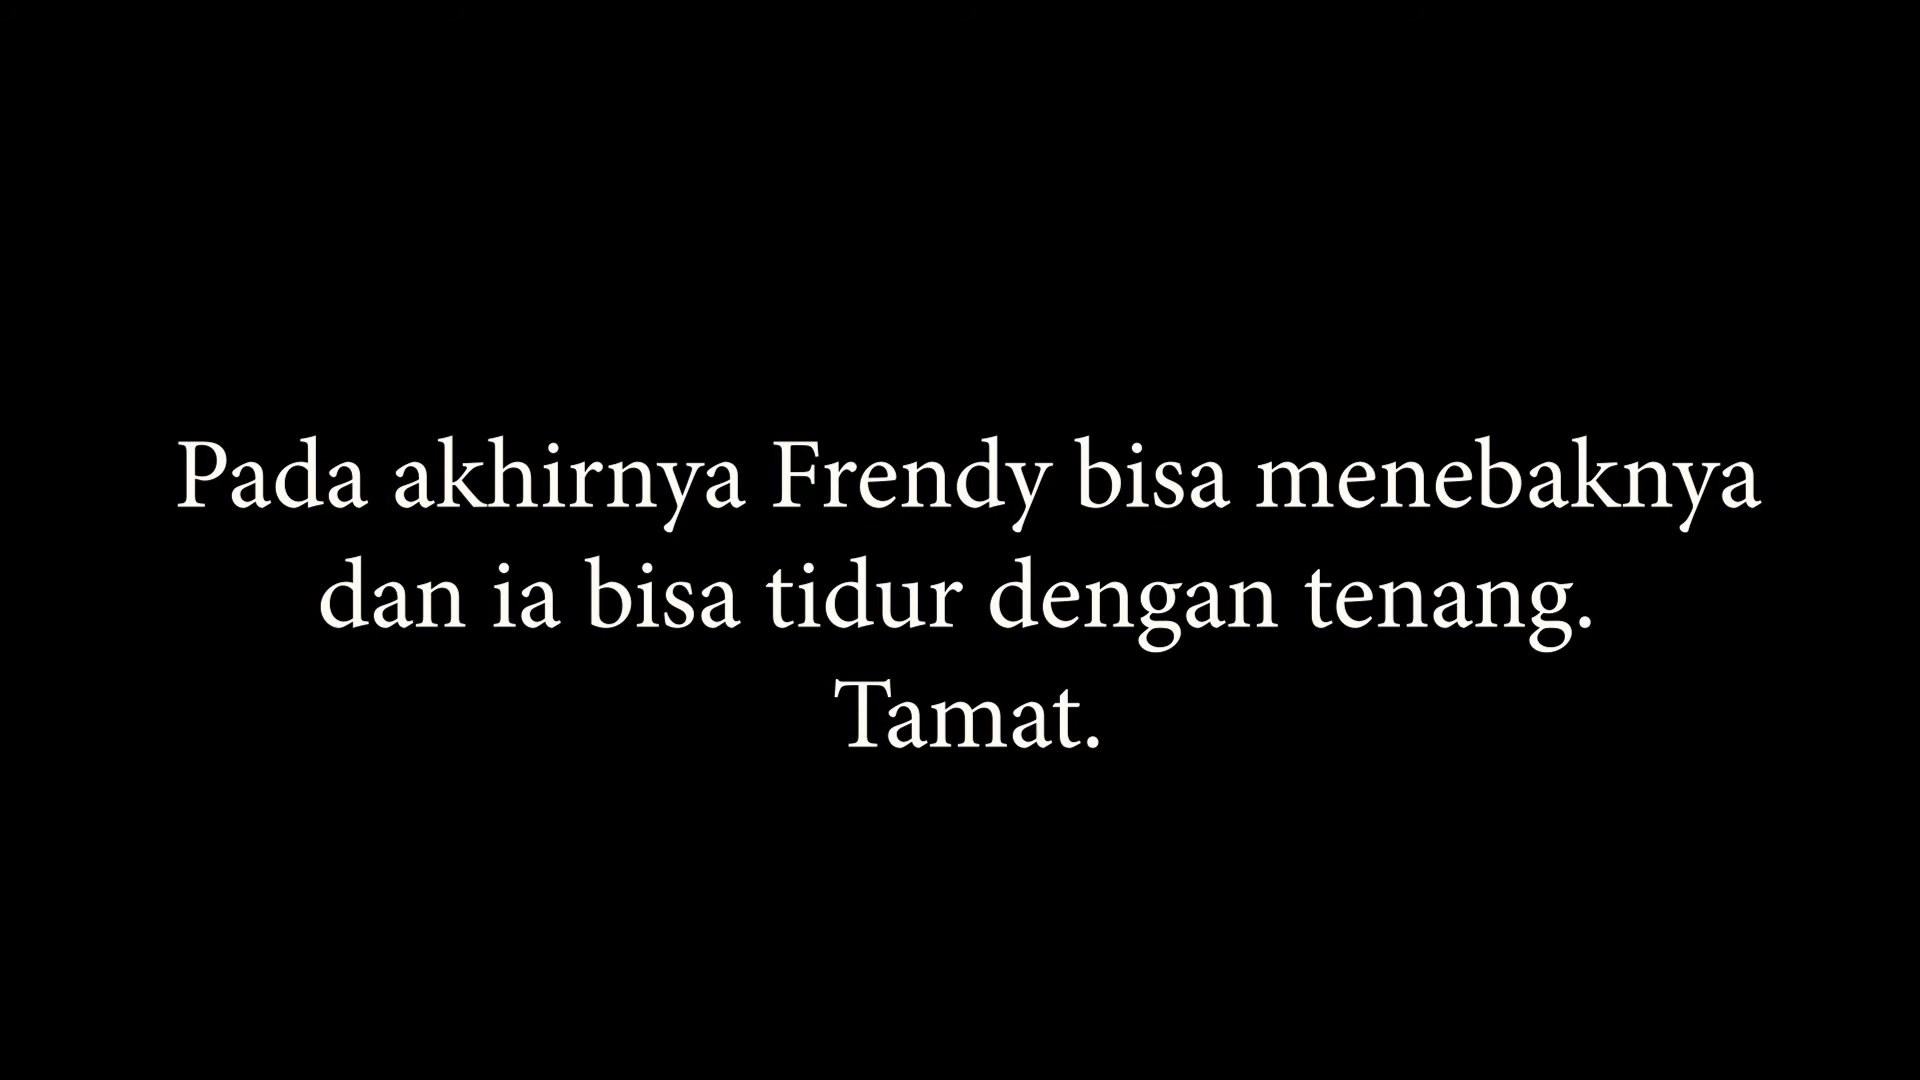 Pada akhirnya Frendy bisa menebaknya
dan ia bisa tidur dengan tenang.
Tamat.